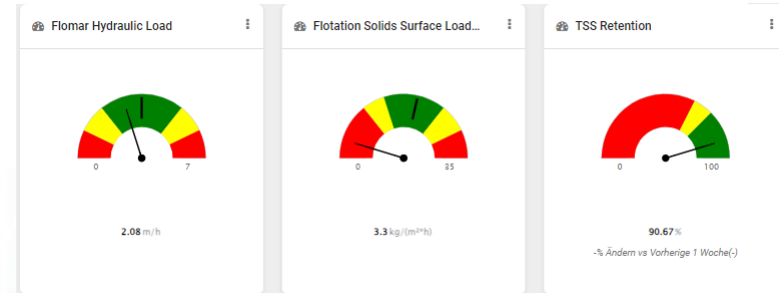 Flomar Hydraulic Load
Flotation Solids Surface Load...
TSS Retention
0 7
0 35
0 100
2.08 m/h
3.3 kg/(m²*h)
90.67 %
-% Ändern vs Vorherige 1 Woche(-)